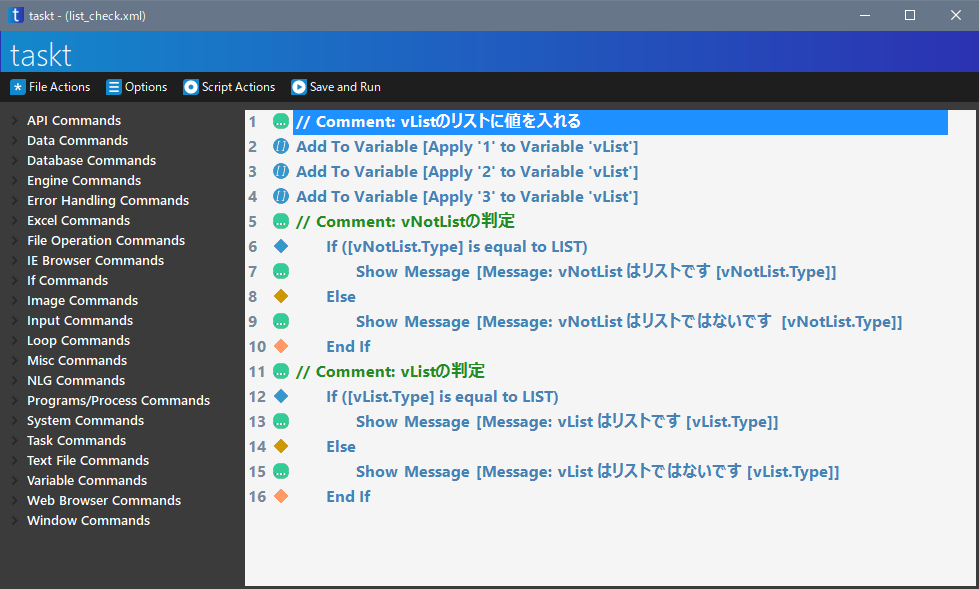 taskt - (list_check.xml)
taskt
File Actions Options Script Actions Save and Run
API Commands
Data Commands
Database Commands
Engine Commands
Error Handling Commands
Excel Commands
File Operation Commands
IE Browser Commands
If Commands
Image Commands
Input Commands
Loop Commands
Misc Commands
NLG Commands
Programs/Process Commands
System Commands
Task Commands
Text File Commands
Variable Commands
Web Browser Commands
Window Commands
1 // Comment: vListのリストに値を入れる
2 Add To Variable [Apply '1' to Variable 'vList']
3 Add To Variable [Apply '2' to Variable 'vList']
4 Add To Variable [Apply '3' to Variable 'vList']
5 // Comment: vNotListの判定
6 If ([vNotList.Type] is equal to LIST)
7 Show Message [Message: vNotList はリストです [vNotList.Type]]
8 Else
9 Show Message [Message: vNotList はリストではないです [vNotList.Type]]
10 End If
11 // Comment: vListの判定
12 If ([vList.Type] is equal to LIST)
13 Show Message [Message: vList はリストです [vList.Type]]
14 Else
15 Show Message [Message: vList はリストではないです [vList.Type]]
16 End If